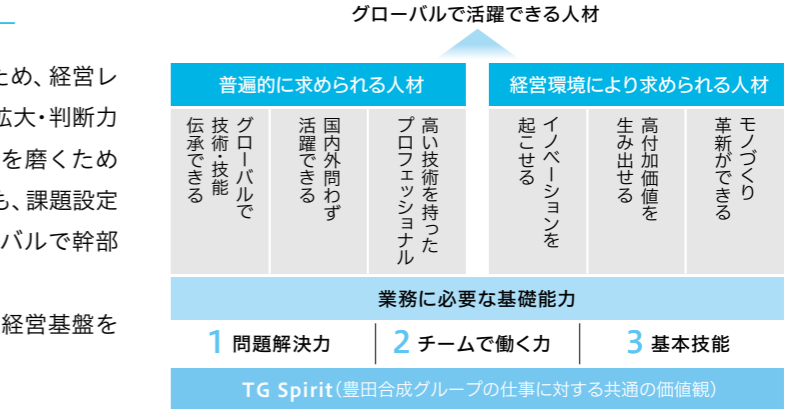 ため、経営レ
拡大・判断力
を磨くため
も、課題設定
バルで幹部
経営基盤を
グローバルで活躍できる人材
普遍的に求められる人材
経営環境により求められる人材
グローバルで
技術・技能
伝承できる
国内外問わず
活躍できる
高い技術を持った
プロフェッショナル
イノベーションを
起こせる
高付加価値を
生み出せる
モノづくり
革新ができる
業務に必要な基礎能力
1 問題解決力
2 チームで働く力
3 基本技能
TG Spirit(豊田合成グループの仕事に対する共通の価値観)